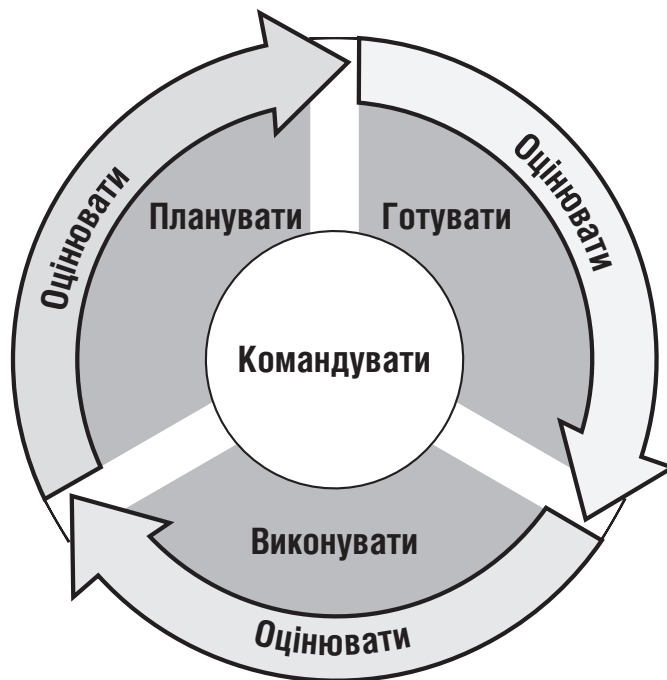 Оцінювати
Оцінювати
Планувати
Готувати
Командувати
Виконувати
Оцінювати